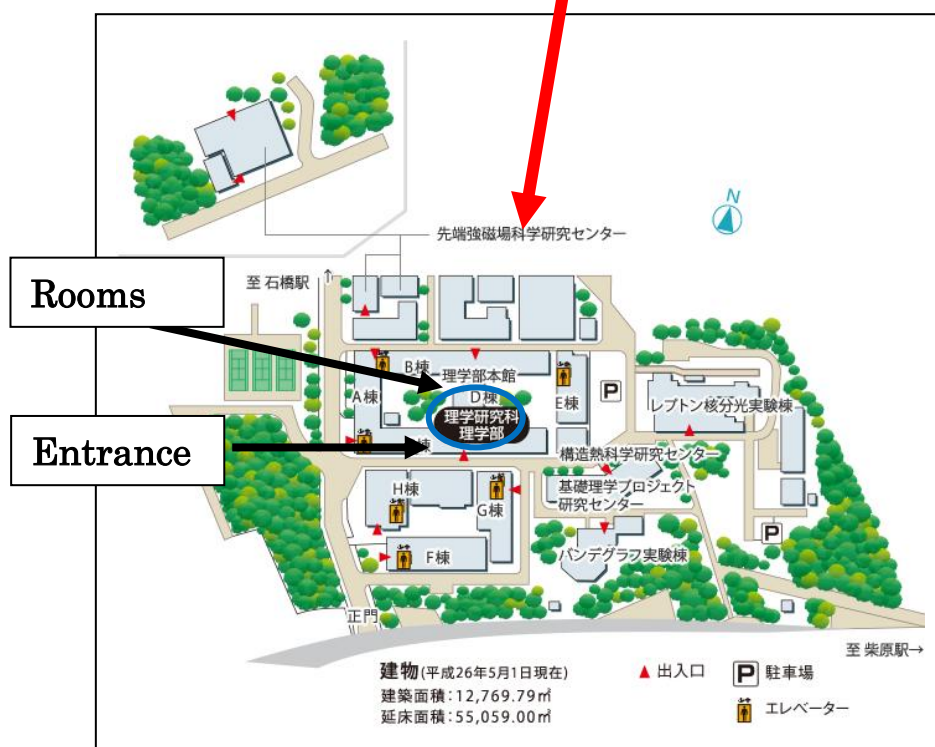 N
先端強磁場科学研究センター
至 石橋駅 ↑
Rooms
B棟
理学部本館
D棟
A棟
E棟
P
レプトン核分光実験棟
理学研究科
理学部
Entrance
棟
構造熱科学研究センター
H棟
基礎理学プロジェクト
研究センター
G棟
P
F棟
バンデグラフ実験棟
正門
至 柴原駅→
建物(平成26年5月1日現在)
▲ 出入口
P 駐車場
建築面積:12,769.79㎡
延床面積:55,059.00㎡
エレベーター